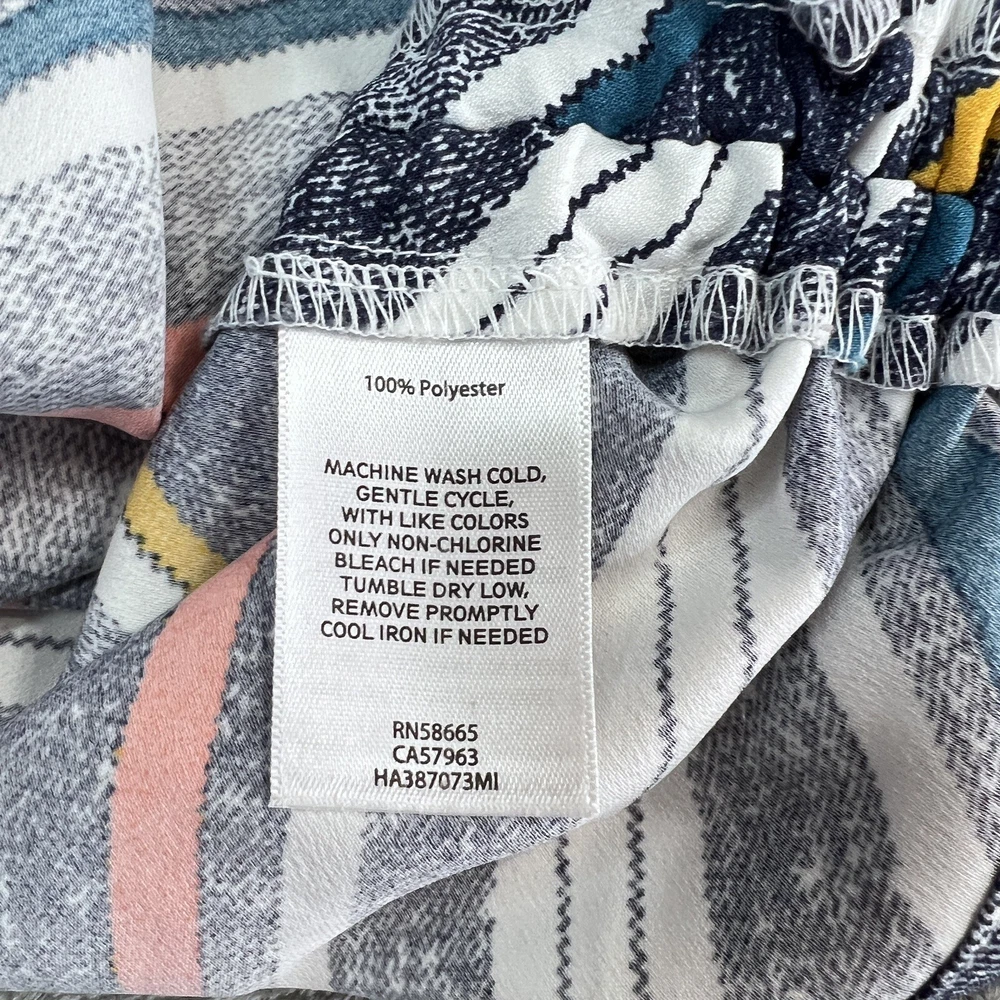 100% Polyester
MACHINE WASH COLD,
GENTLE CYCLE,
WITH LIKE COLORS
ONLY NON-CHLORINE
BLEACH IF NEEDED
TUMBLE DRY LOW,
REMOVE PROMPTLY
COOL IRON IF NEEDED
RN58665
CA57963
HA387073MI